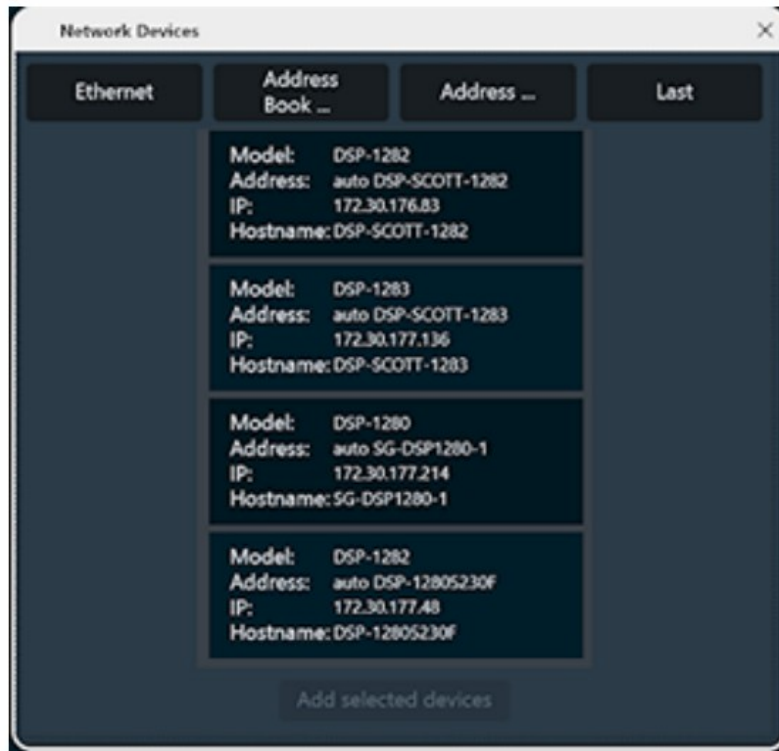 Network Devices
Ethernet
Address
Book ...
Address ...
Last
Model: DSP-1282
Address: auto DSP-SCOTT-1282
IP: 172.30.176.83
Hostname: DSP-SCOTT-1282
Model: DSP-1283
Address: auto DSP-SCOTT-1283
IP: 172.30.177.136
Hostname: DSP-SCOTT-1283
Model: DSP-1280
Address: auto SG-DSP1280-1
IP: 172.30.177.214
Hostname: SG-DSP1280-1
Model: DSP-1282
Address: auto DSP-1280S230F
IP: 172.30.177.48
Hostname: DSP-1280S230F
Add selected devices